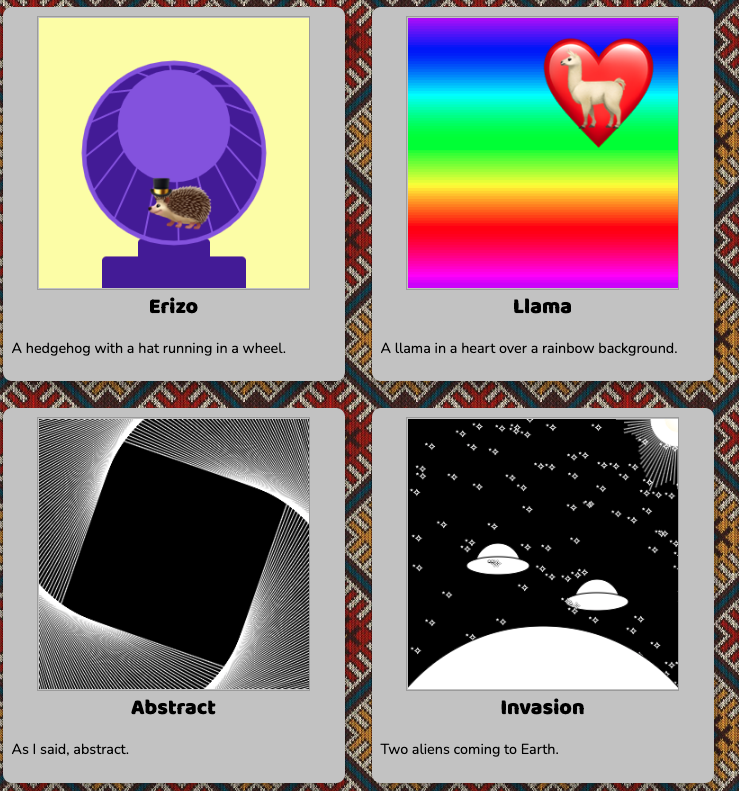 Erizo
A hedgehog with a hat running in a wheel.
Llama
A llama in a heart over a rainbow background.
Abstract
As I said, abstract.
Invasion
Two aliens coming to Earth.